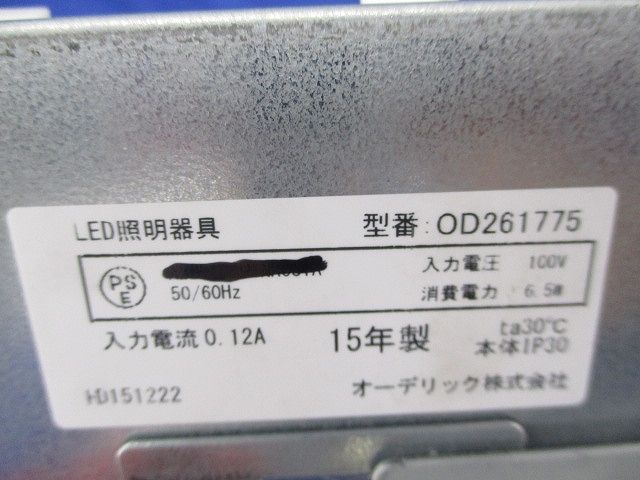 LED照明器具 型番:OD261775
PSE
入力電圧 100V
50/60Hz 消費電力 6.5W
入力電流 0.12A 15年製 ta30℃
本体IP30
HD151222 オーデリック株式会社